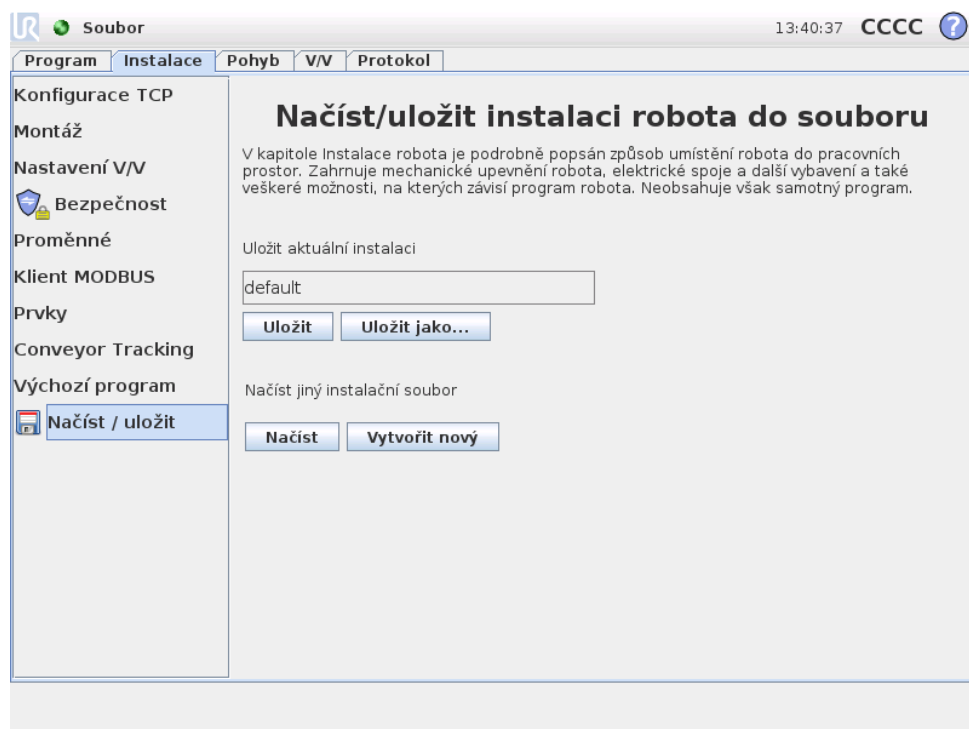 UR Soubor 13:40:37 CCCC ?
Program Instalace Pohyb V/V Protokol
Konfigurace TCP
Montáž
Nastavení V/V
Bezpečnost
Proměnné
Klient MODBUS
Prvky
Conveyor Tracking
Výchozí program
Načíst / uložit
Načíst/uložit instalaci robota do souboru
V kapitole Instalace robota je podrobně popsán způsob umístění robota do pracovních
prostor. Zahrnuje mechanické upevnění robota, elektrické spoje a další vybavení a také
veškeré možnosti, na kterých závisí program robota. Neobsahuje však samotný program.
Uložit aktuální instalaci
default
Uložit Uložit jako...
Načíst jiný instalační soubor
Načíst Vytvořit nový